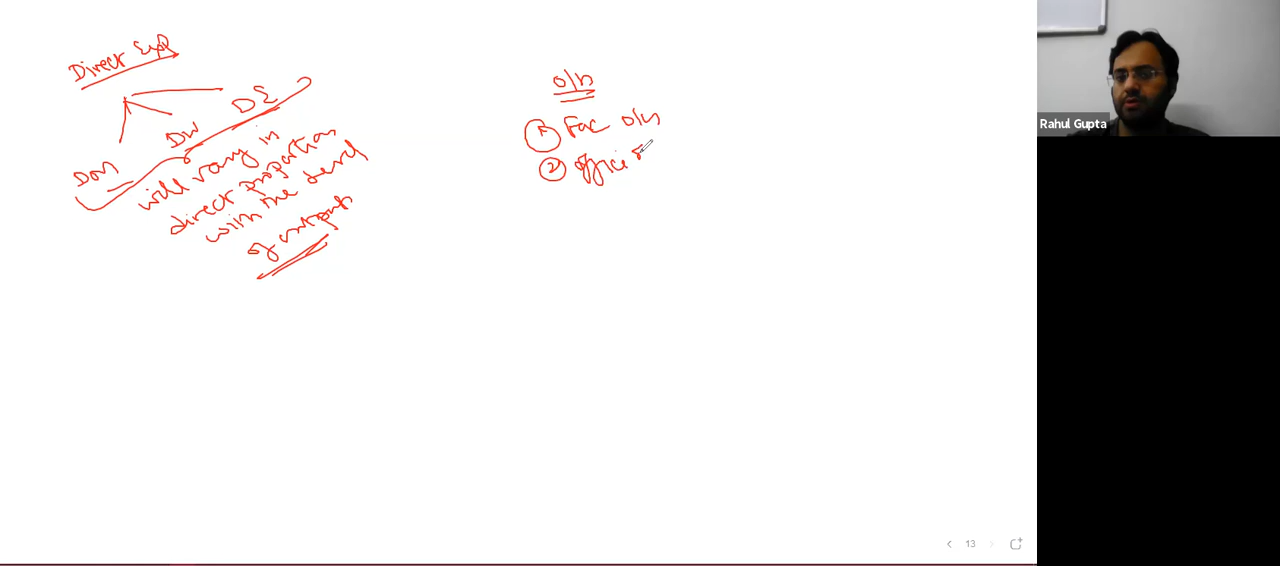 Direct Exp
DM
DW
DE
will vary in
direct proportion
with the level
of output
O/H
① Fac O/H
② Office
Rahul Gupta
13